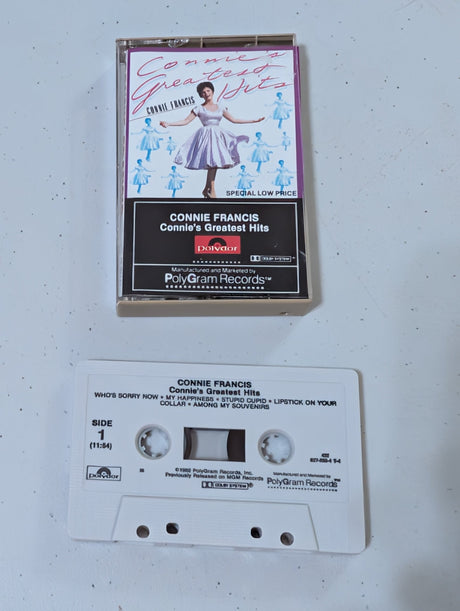 Connie's
Greatest
Hits
CONNIE FRANCIS
SPECIAL LOW PRICE
CONNIE FRANCIS
Connie's Greatest Hits
Polydor
DOLBY SYSTEM
Manufactured and Marketed by
PolyGram Records™
CONNIE FRANCIS
Connie's Greatest Hits
WHO'S SORRY NOW • MY HAPPINESS • STUPID CUPID • LIPSTICK ON YOUR
COLLAR • AMONG MY SOUVENIRS
SIDE
1
(11:54)
Polydor
©1982 PolyGram Records, Inc.
Previously Released on MGM Records
DOLBY SYSTEM®
Manufactured and Marketed by
PolyGram Records